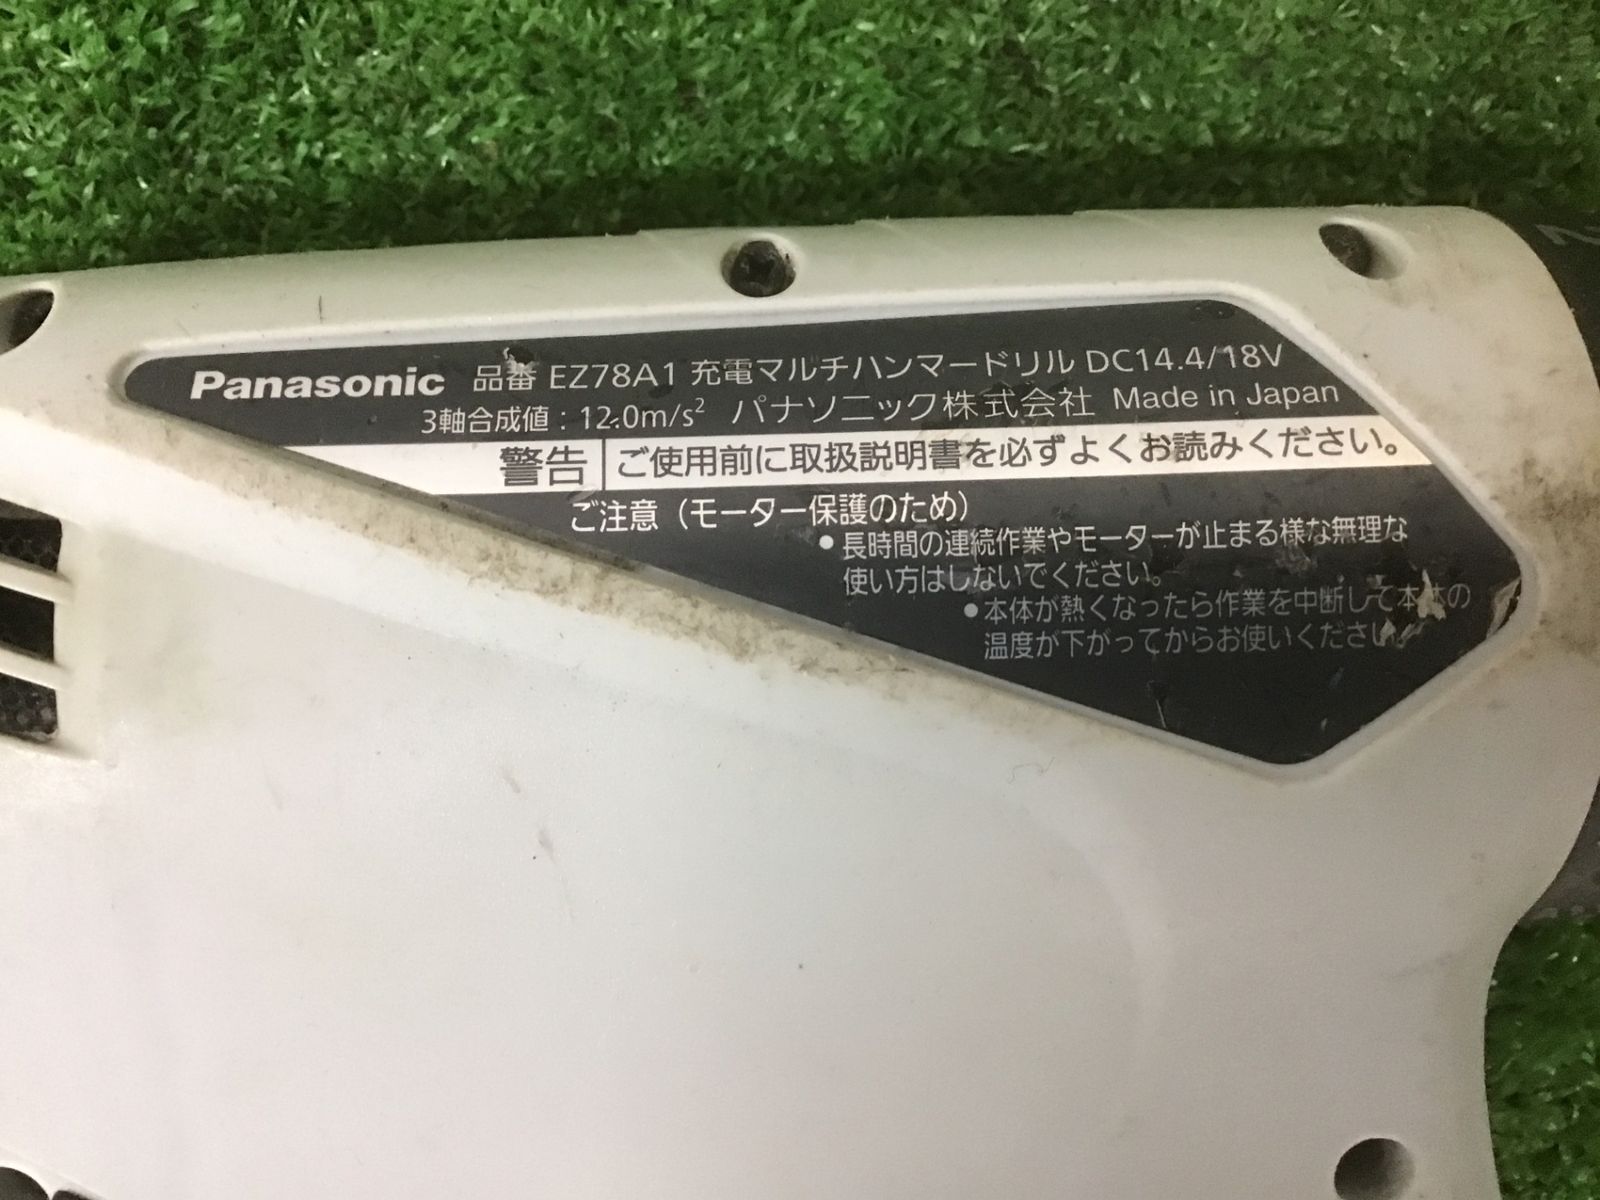 Panasonic 品番 EZ78A1 充電マルチハンマードリル DC14.4/18V
3軸合成値：12.0m/s² パナソニック株式会社 Made in Japan
警告 ご使用前に取扱説明書を必ずよくお読みください。
ご注意（モーター保護のため）
●長時間の連続作業やモーターが止まる様な無理な
使い方はしないでください。
●本体が熱くなったら作業を中断して本体の
温度が下がってからお使いください。